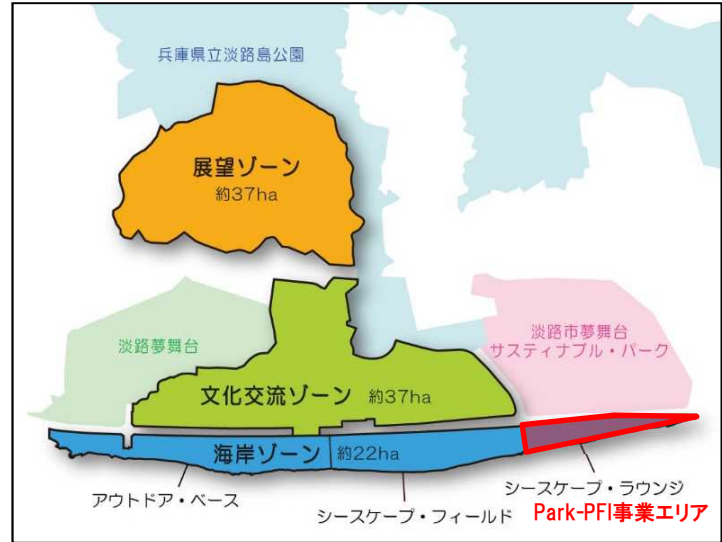 兵庫県立淡路島公園
展望ゾーン
約37ha
淡路夢舞台
淡路市夢舞台
サスティナブル・パーク
文化交流ゾーン 約37ha
海岸ゾーン 約22ha
アウトドア・ベース
シースケープ・フィールド
シースケープ・ラウンジ
Park-PFI事業エリア